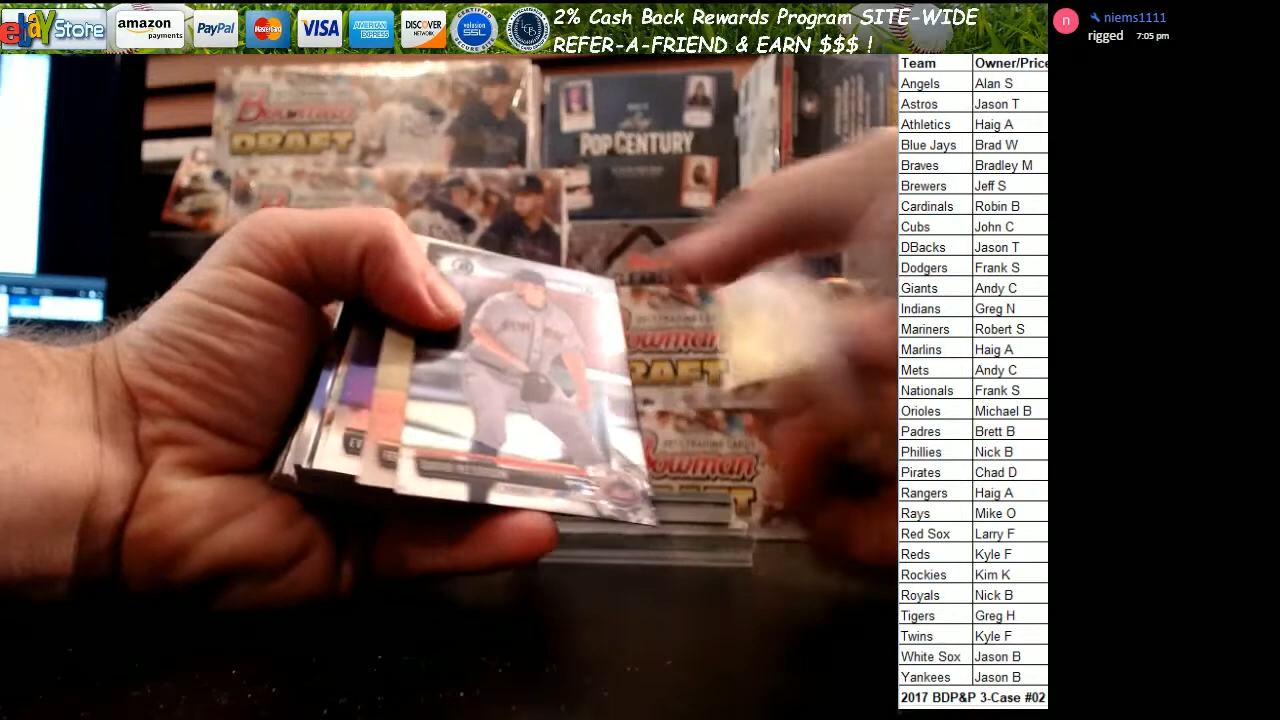 ebay Store
amazon payments
PayPal
MasterCard
VISA
AMERICAN EXPRESS
DISCOVER NETWORK
volusion SSL
2% Cash Back Rewards Program SITE-WIDE
REFER-A-FRIEND & EARN $$$ !
n niems1111
rigged 7:05 pm
Bowman
DRAFT
POP CENTURY
Bowman
DRAFT
Bowman
Team Owner/Price
Angels Alan S
Astros Jason T
Athletics Haig A
Blue Jays Brad W
Braves Bradley M
Brewers Jeff S
Cardinals Robin B
Cubs John C
DBacks Jason T
Dodgers Frank S
Giants Andy C
Indians Greg N
Mariners Robert S
Marlins Haig A
Mets Andy C
Nationals Frank S
Orioles Michael B
Padres Brett B
Phillies Nick B
Pirates Chad D
Rangers Haig A
Rays Mike O
Red Sox Larry F
Reds Kyle F
Rockies Kim K
Royals Nick B
Tigers Greg H
Twins Kyle F
White Sox Jason B
Yankees Jason B
2017 BDP&P 3-Case #02